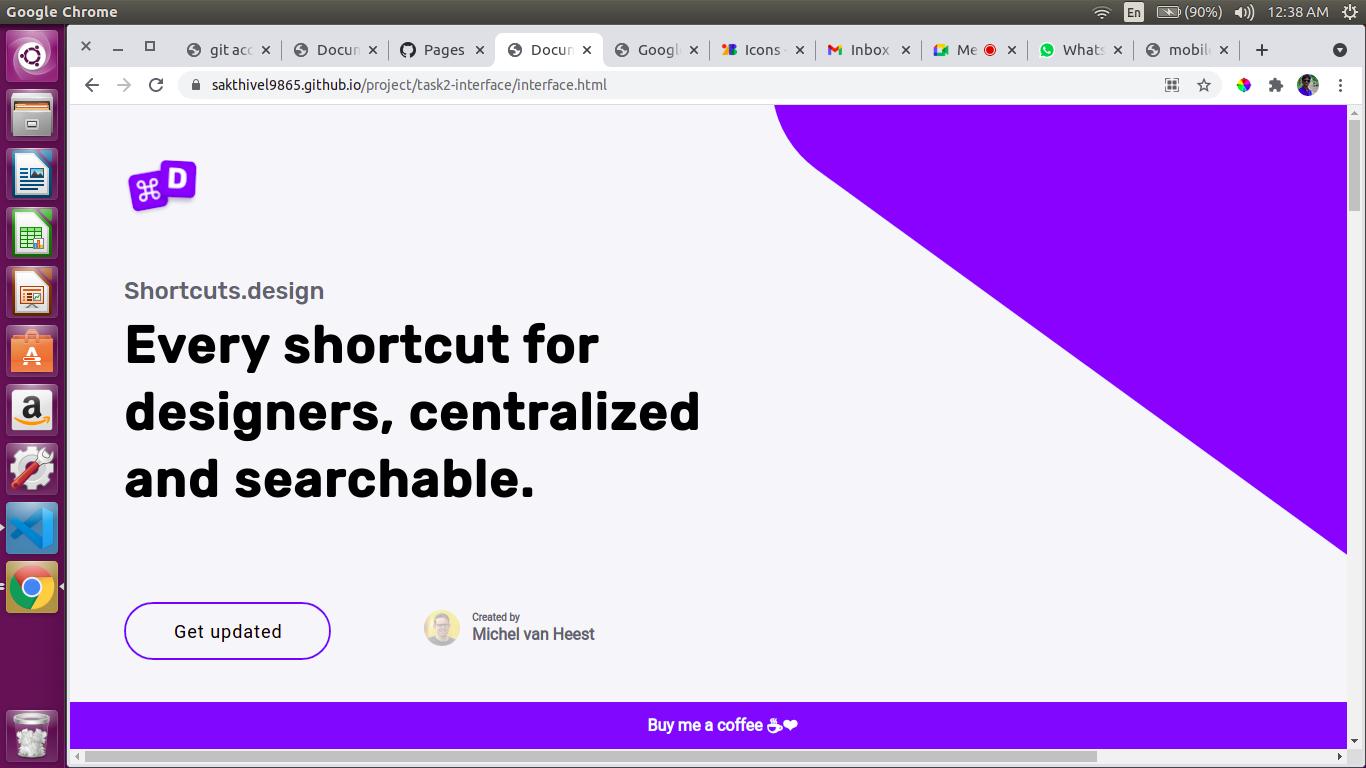 Google Chrome
En
(90%)
12:38 AM
git acc
Docun
Pages
Docun
Google
Icons -
Inbox
Me
Whats
mobile
sakthivel9865.github.io/project/task2-interface/interface.html
⌘ D
Shortcuts.design
Every shortcut for
designers, centralized
and searchable.
Get updated
Created by
Michel van Heest
Buy me a coffee ☕❤